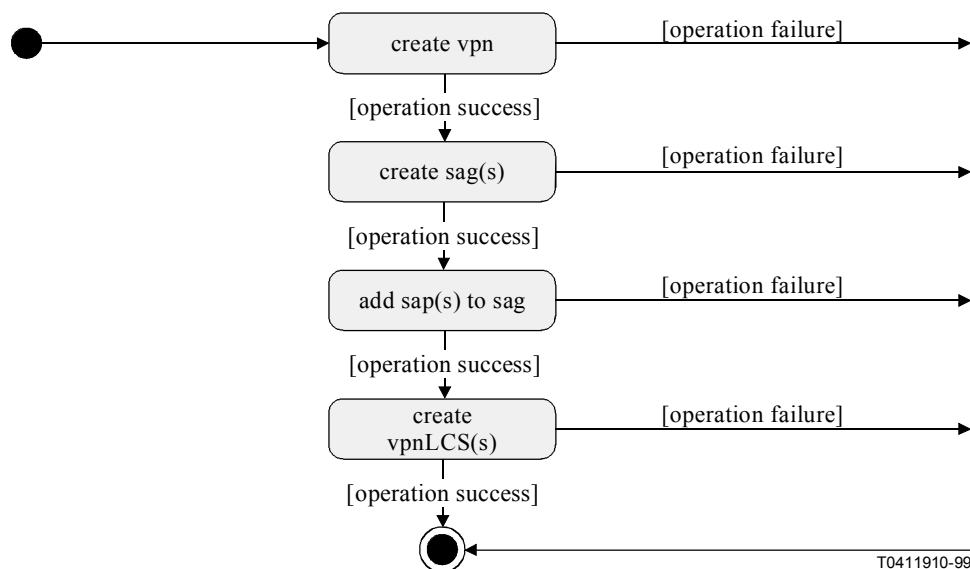 create vpn
[operation failure]
[operation success]
create sag(s)
[operation failure]
[operation success]
add sap(s) to sag
[operation failure]
[operation success]
create
vpnLCS(s)
[operation failure]
[operation success]
T0411910-99